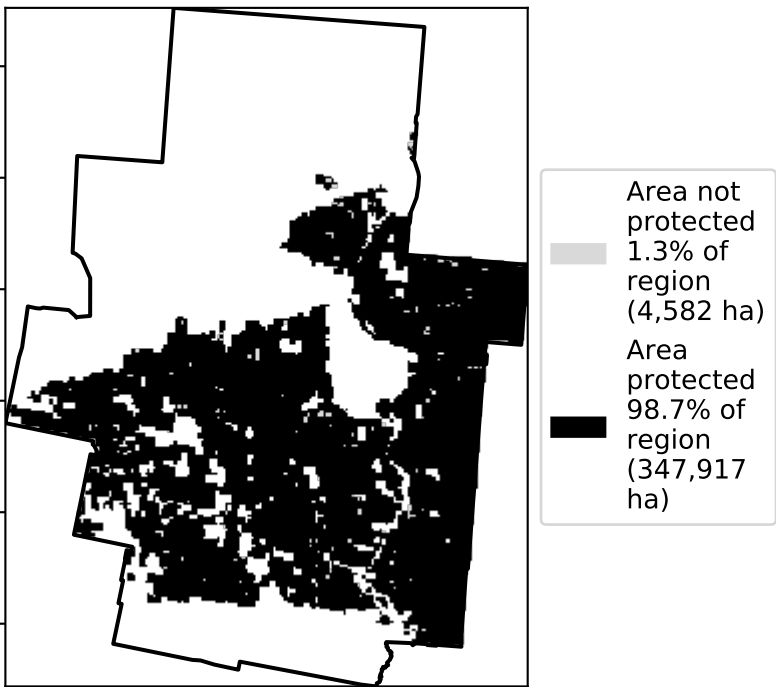 Area not
protected
1.3% of
region
(4,582 ha)
Area
protected
98.7% of
region
(347,917
ha)